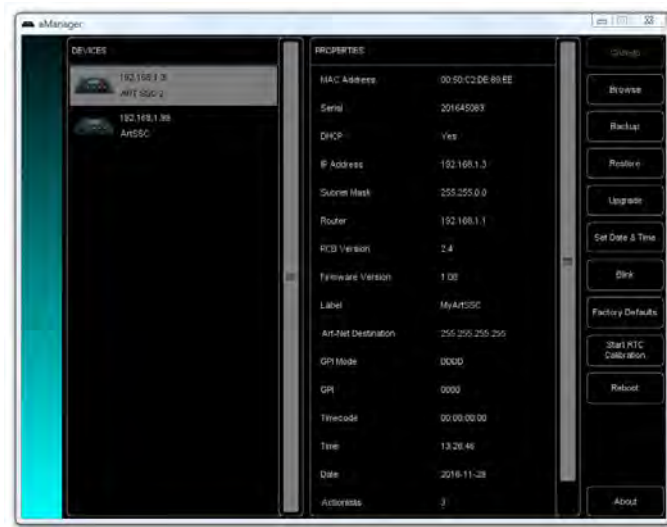 aManager
DEVICES
192.168.1.3
ART SSC 2
192.168.1.99
ArtSSC
PROPERTIES
MAC Address 00:50:C2:DE:89:EE
Serial 201645083
DHCP Yes
IP Address 192.168.1.3
Subnet Mask 255.255.0.0
Router 192.168.1.1
PCB Version 2.4
Firmware Version 1.08
Label MyArtSSC
Art-Net Destination 255.255.255.255
GPI Mode DDDD
GPI 0000
Timecode 00:00:00:00
Time 13:26:46
Date 2016-11-29
Actionlists 3
Browse
Backup
Restore
Upgrade
Set Date & Time
Blink
Factory Defaults
Start RTC
Calibration
Reboot
About